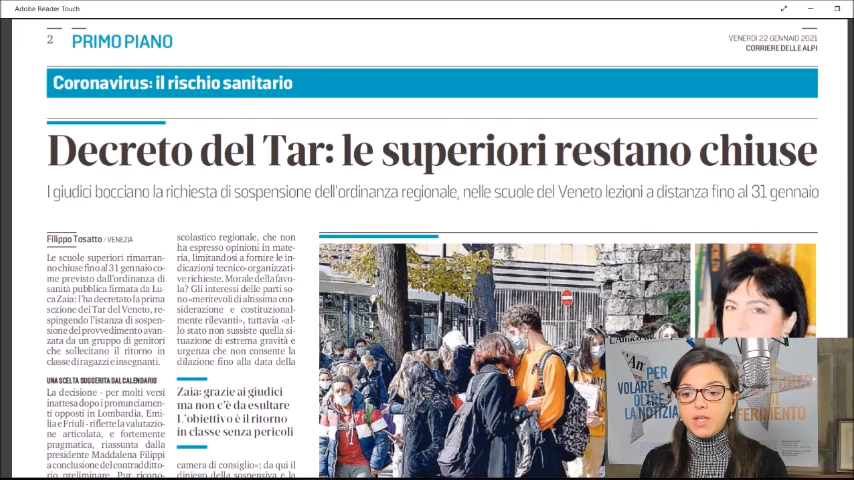 Adobe Reader Touch
2 PRIMO PIANO
VENERDÌ 22 GENNAIO 2021
CORRIERE DELLE ALPI
Coronavirus: il rischio sanitario
Decreto del Tar: le superiori restano chiuse
I giudici bocciano la richiesta di sospensione dell'ordinanza regionale, nelle scuole del Veneto lezioni a distanza fino al 31 gennaio
Filippo Tosatto / VENEZIA
Le scuole superiori rimarran-
no chiuse fino al 31 gennaio co-
me previsto dall'ordinanza di
sanità pubblica firmata da Lu-
ca Zaia: l'ha decretato la prima
sezione del Tar del Veneto, re-
spingendo l'istanza di sospen-
sione del provvedimento avan-
zata da un gruppo di genitori
che sollecitano il ritorno in
classe di ragazzi e insegnanti.
UNA SCELTA SUGGERITA DAL CALENDARIO
La decisione - per molti versi
inattesa dopo i pronunciamen-
ti opposti in Lombardia, Emi-
lia e Friuli - riflette la valutazio-
ne articolata, e fortemente
pragmatica, riassunta dalla
presidente Maddalena Filippi
a conclusione del contradditto-
rio preliminare. Pur ricono-
scolastico regionale, che non
ha espresso opinioni in mate-
ria, limitandosi a fornire le in-
dicazioni tecnico-organizzati-
ve richieste. Morale della favo-
la? Gli interessi delle parti so-
no «meritevoli di altissima con-
siderazione e costituzional-
mente rilevanti», tuttavia «al-
lo stato non sussiste quella si-
tuazione di estrema gravità e
urgenza che non consente la
dilazione fino alla data della
Zaia: grazie ai giudici
ma non c'è da esultare
L'obiettivo è il ritorno
in classe senza pericoli
camera di consiglio»; da qui il
diniego della sospensiva e la
PER
VOLARE
OLTRE
LA NOTIZIA
DI